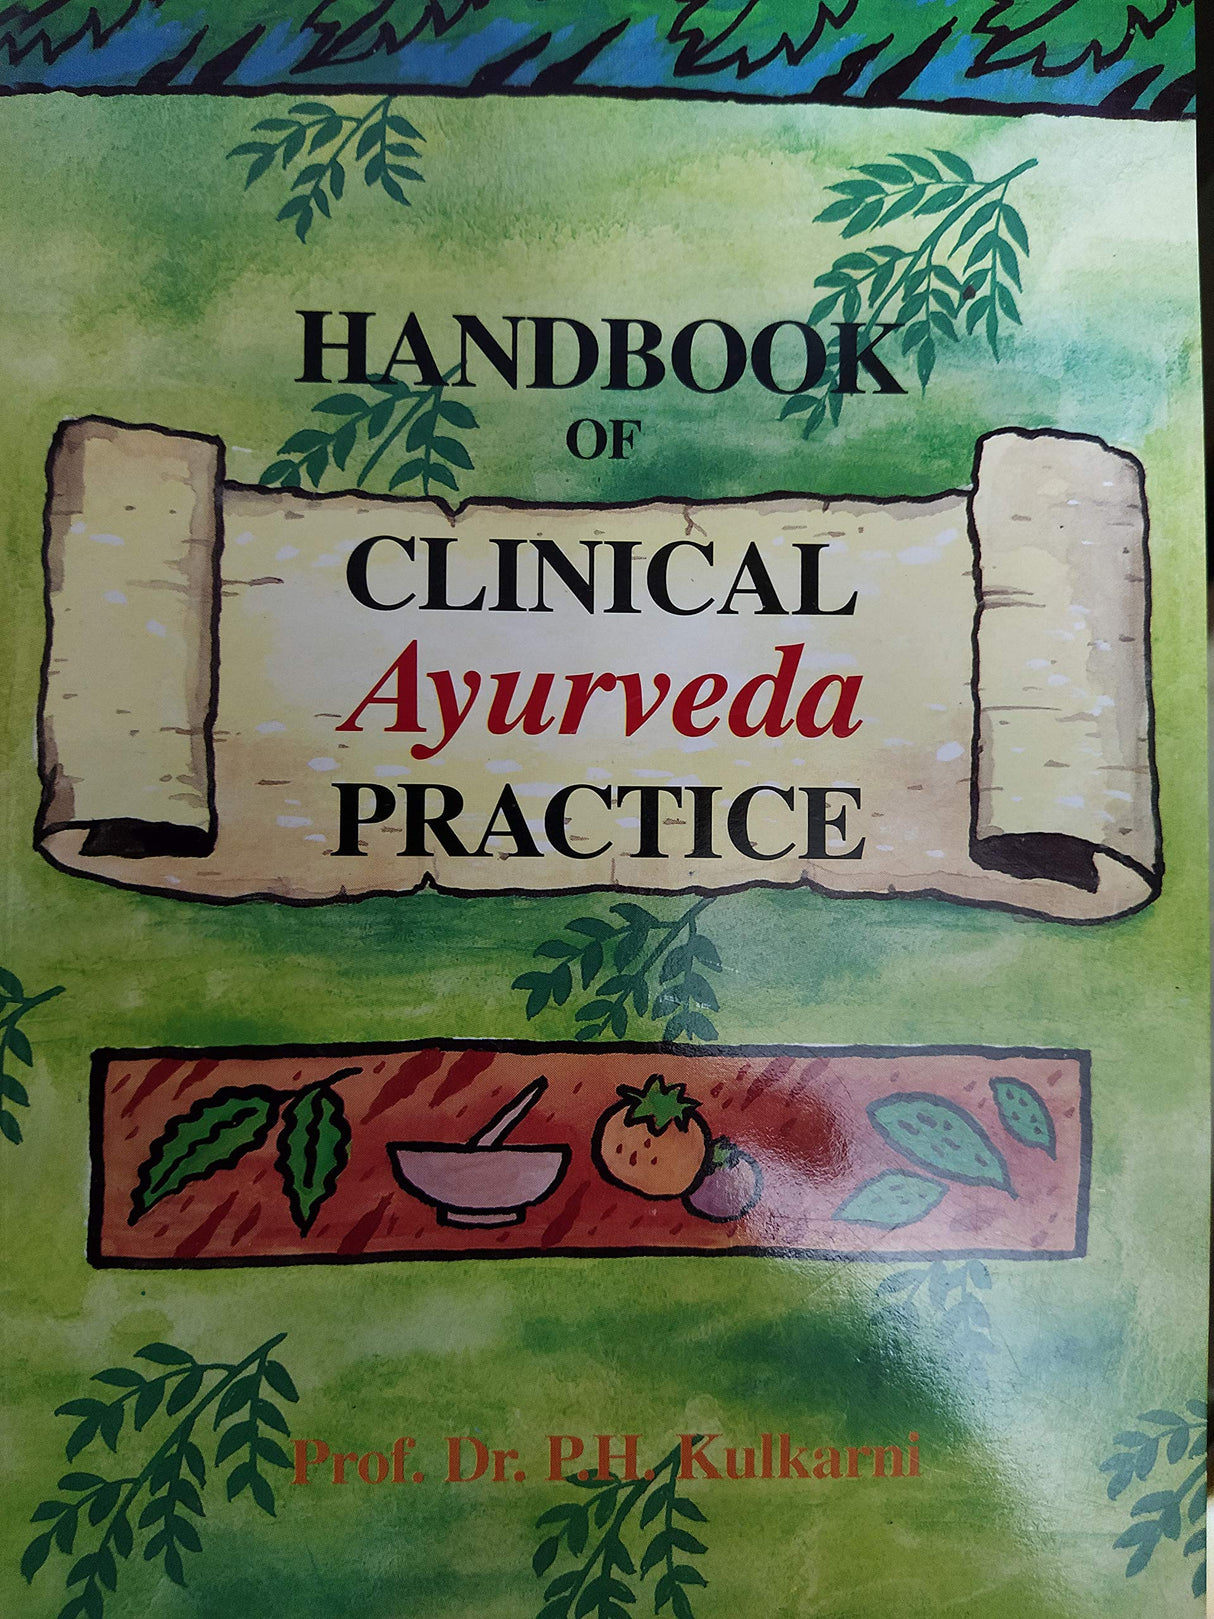 HANDBOOK
OF
CLINICAL
Ayurveda
PRACTICE
Prof. Dr. P.H. Kulkarni